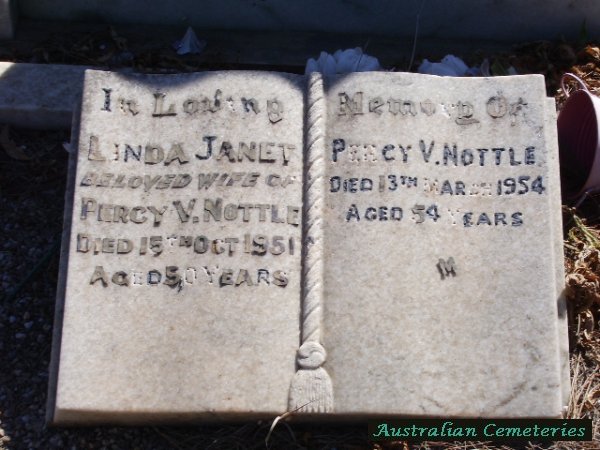 In Loving
LINDA JANET
BELOVED WIFE OF
PERCY V. NOTTLE
DIED 15TH OCT 1951
AGED 50 YEARS
Memory Of
PERCY V. NOTTLE
DIED 13TH MARCH 1954
AGED 54 YEARS
Australian Cemeteries